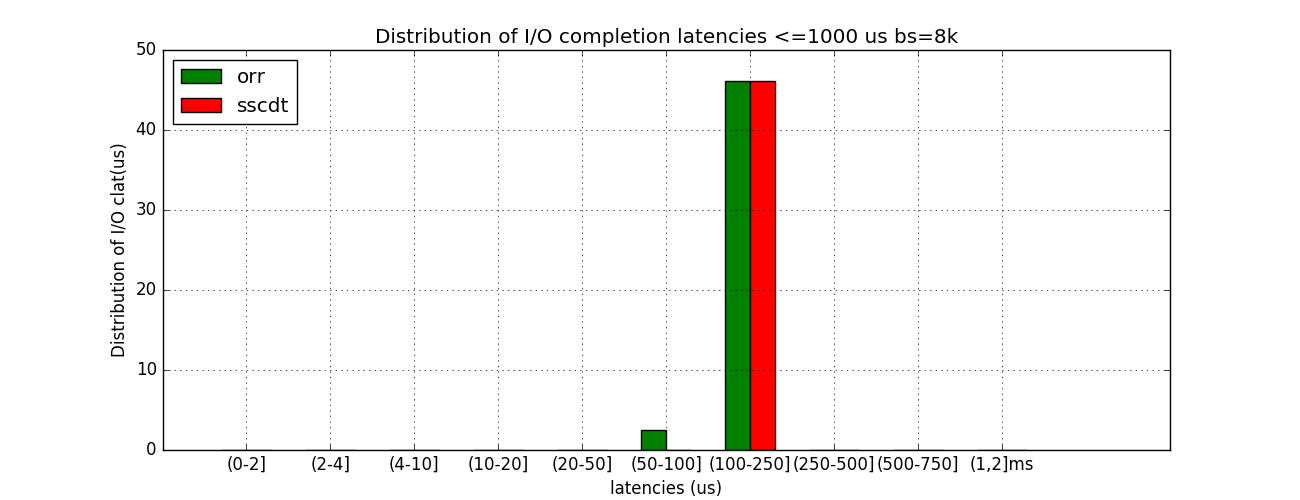 Distribution of I/O completion latencies <=1000 us bs=8k
orr
sscdt
Distribution of I/O clat(us)
50
40
30
20
10
0
(0-2] (2-4] (4-10] (10-20] (20-50] (50-100] (100-250] (250-500] (500-750] (1,2]ms
latencies (us)